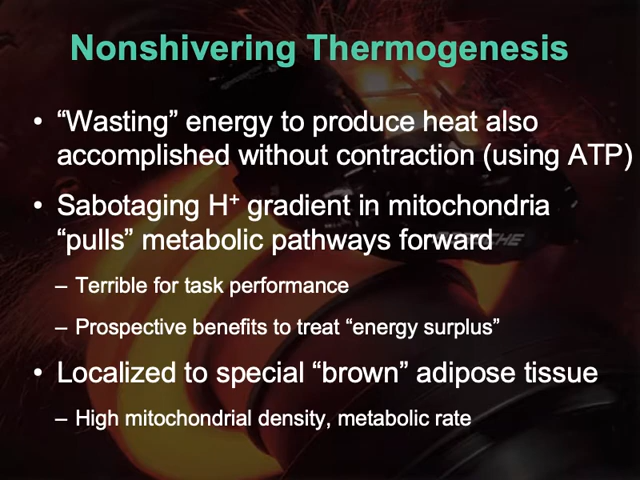 Nonshivering Thermogenesis
• “Wasting” energy to produce heat also
accomplished without contraction (using ATP)
• Sabotaging H⁺ gradient in mitochondria
“pulls” metabolic pathways forward
– Terrible for task performance
– Prospective benefits to treat “energy surplus”
• Localized to special “brown” adipose tissue
– High mitochondrial density, metabolic rate